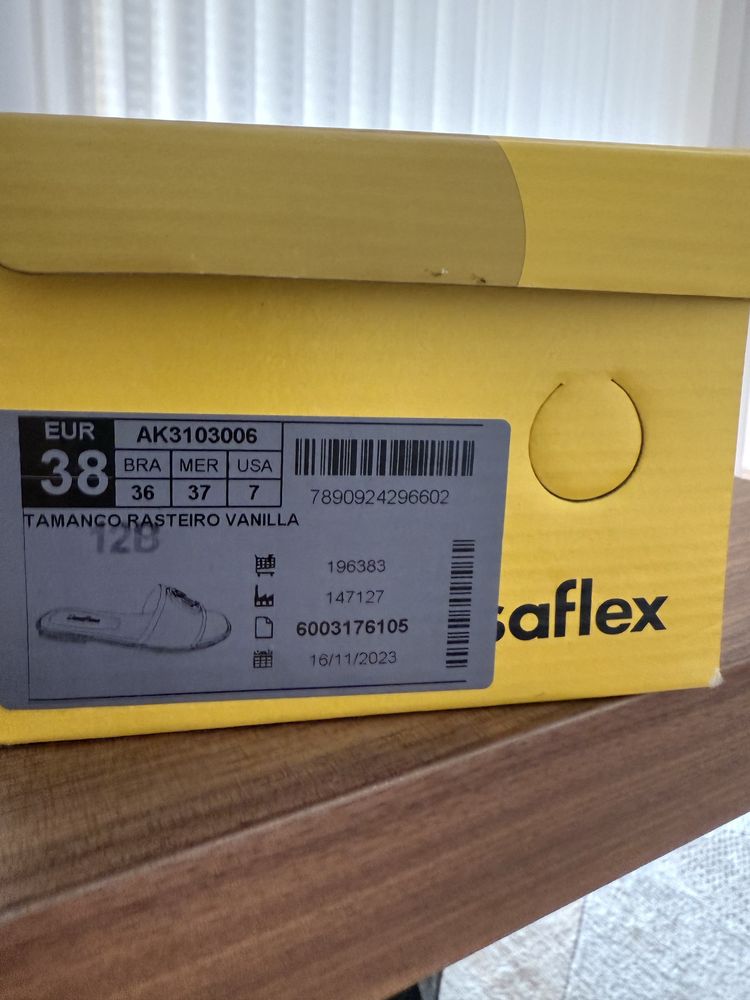 EUR
38
AK3103006
BRA MER USA
36 37 7
7890924296602
TAMANCO RASTEIRO VANILLA
12B
196383
147127
6003176105
16/11/2023
saflex